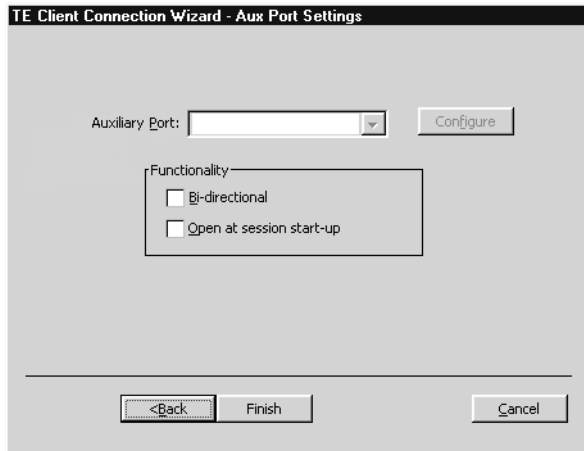 TE Client Connection Wizard - Aux Port Settings
Auxiliary Port:
Configure
Functionality
Bi-directional
Open at session start-up
<Back
Finish
Cancel